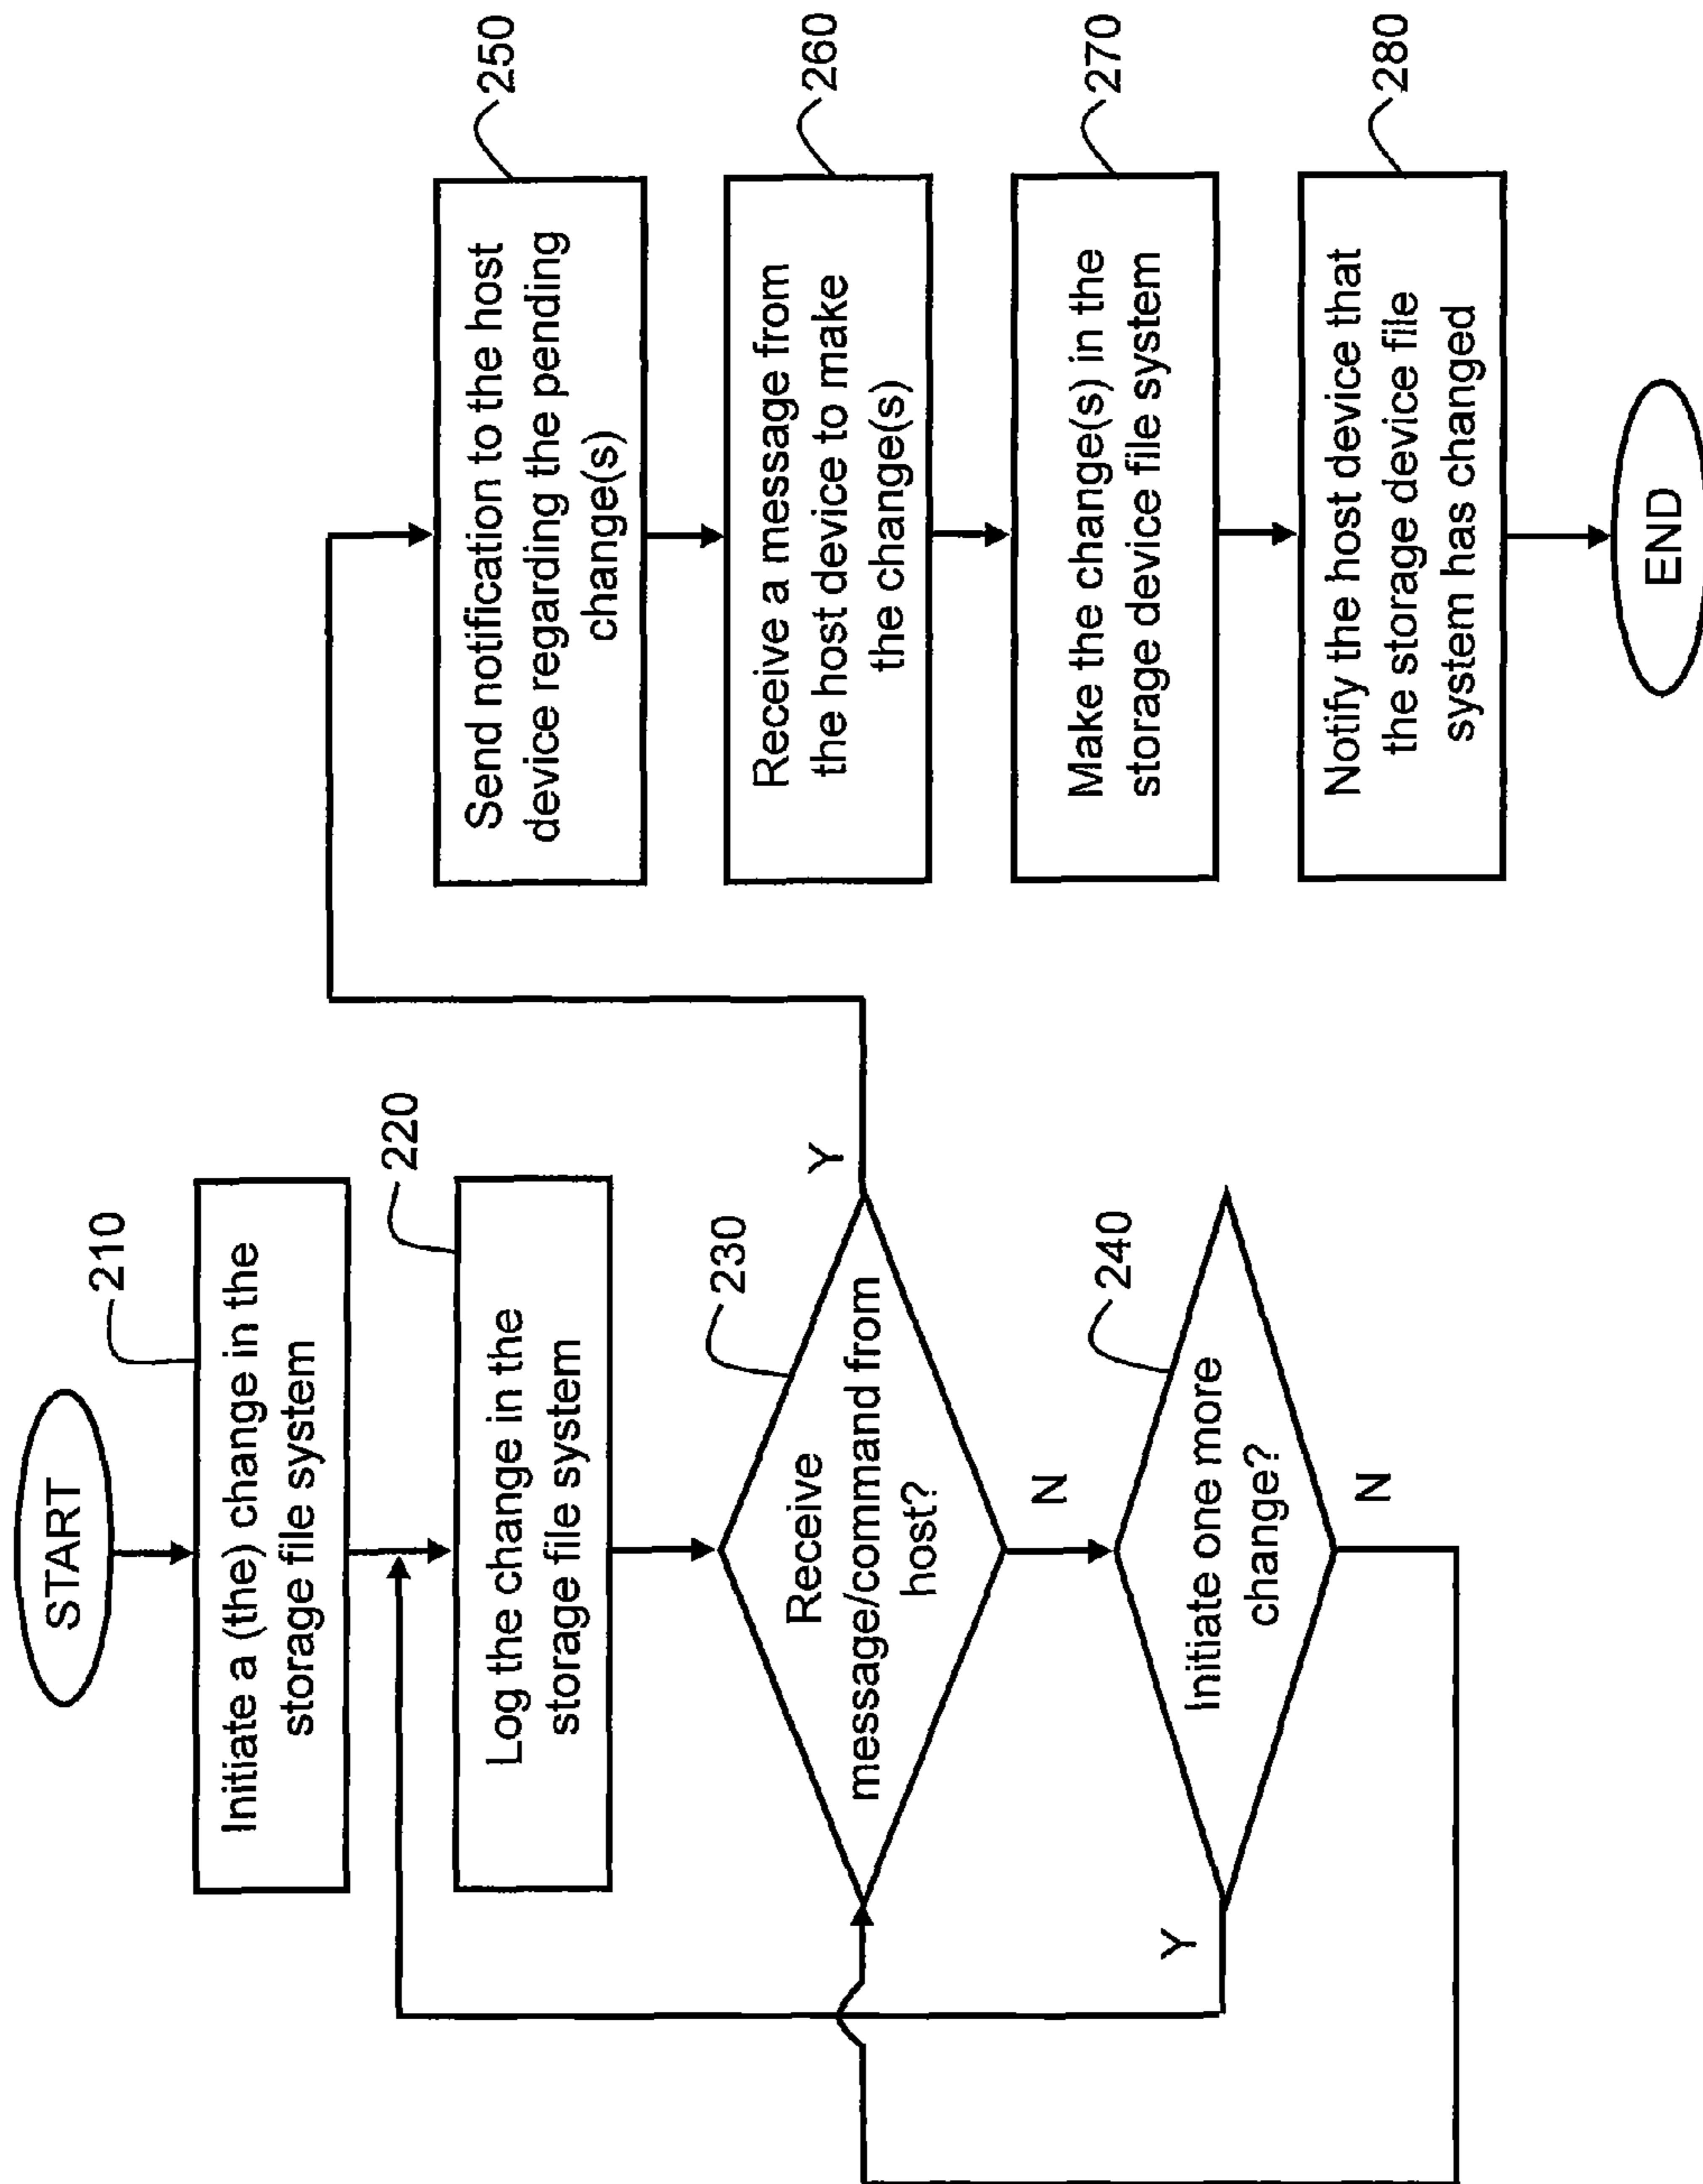 START
210
Initiate a (the) change in the
storage file system
220
Log the change in the
storage file system
230
Receive
message/command from
host?
Y
N
240
Initiate one more
change?
Y
N
250
Send notification to the host
device regarding the pending
change(s)
260
Receive a message from
the host device to make
the change(s)
270
Make the change(s) in the
storage device file system
280
Notify the host device that
the storage device file
system has changed
END